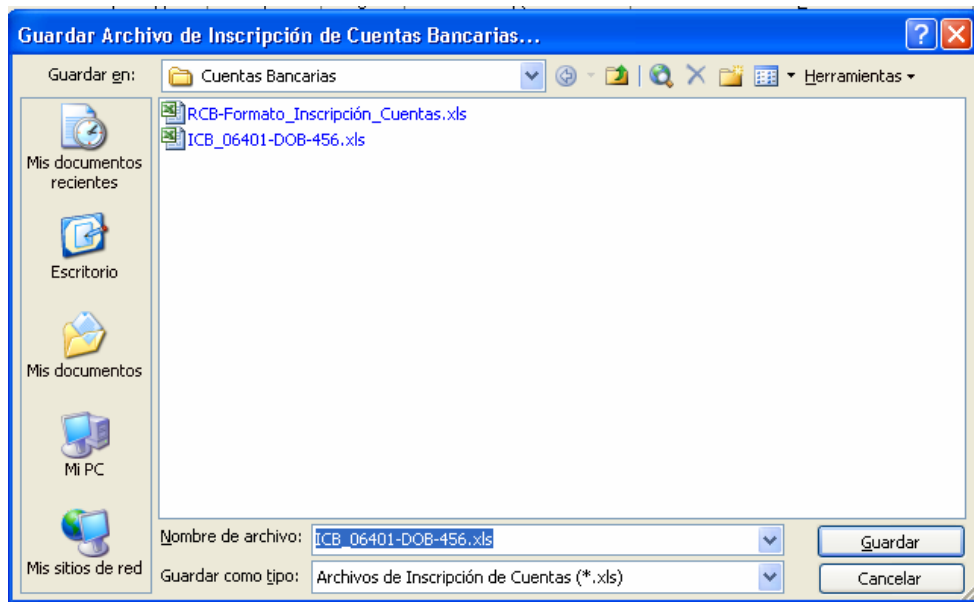 Guardar Archivo de Inscripción de Cuentas Bancarias...
Guardar en: Cuentas Bancarias Herramientas
RCB-Formato_Inscripción_Cuentas.xls
ICB_06401-DOB-456.xls
Mis documentos
recientes
Escritorio
Mis documentos
Mi PC
Mis sitios de red
Nombre de archivo: ICB_06401-DOB-456.xls Guardar
Guardar como tipo: Archivos de Inscripción de Cuentas (*.xls) Cancelar